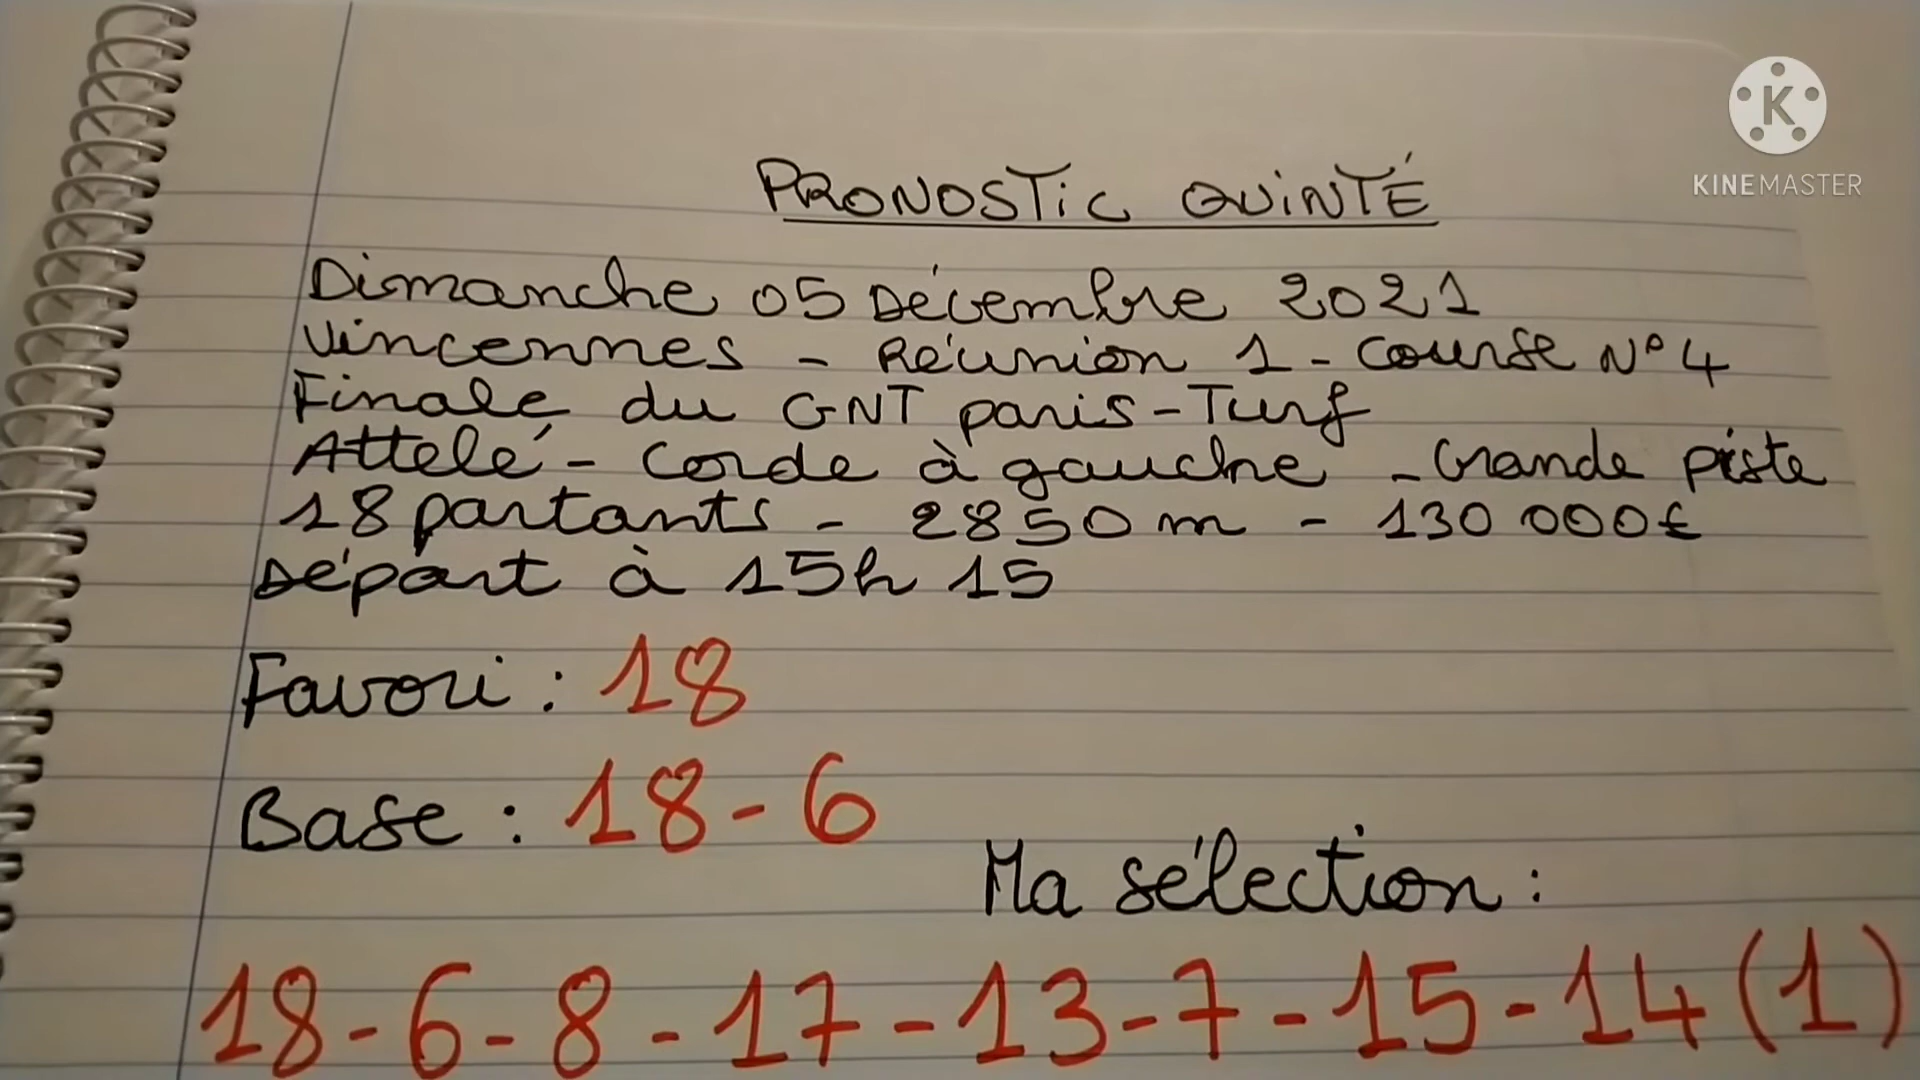 PRONOSTiC QUiNTÉ
K
KINEMASTER
Dimanche 05 Décembre 2021
Vincennes - Réunion 1 - Course N° 4
Finale du GNT paris-Turf
Attelé - Corde à gauche - Grande piste
18 partants - 2850 m - 130 000€
Départ à 15h 15
Favori : 18
Base : 18 - 6
Ma sélection :
18 - 6 - 8 - 17 - 13 - 7 - 15 - 14 (1)